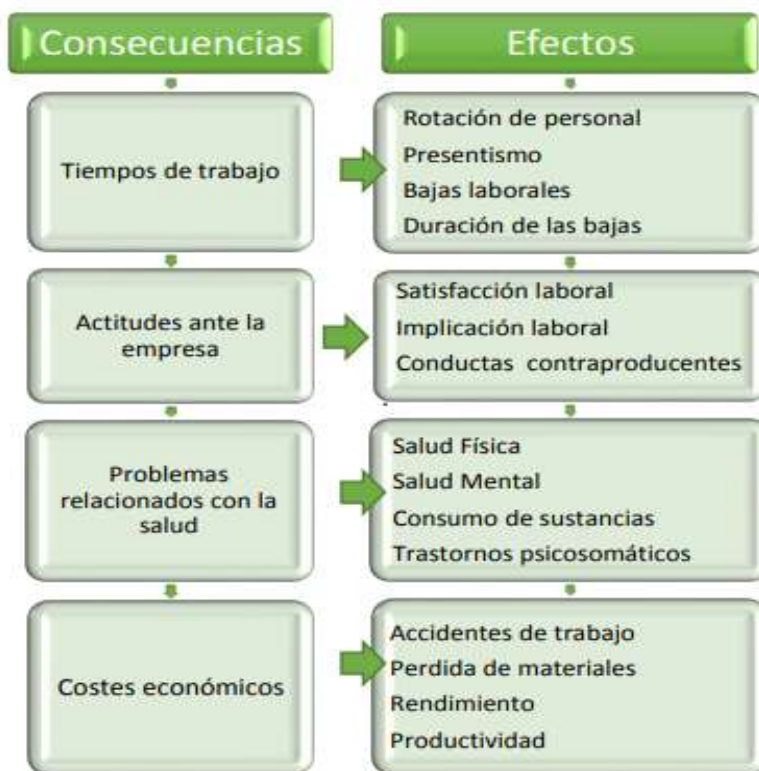 Consecuencias
Efectos
Tiempos de trabajo
Rotación de personal
Presentismo
Bajas laborales
Duración de las bajas
Actitudes ante la
empresa
Satisfacción laboral
Implicación laboral
Conductas contraproducentes
Problemas
relacionados con la
salud
Salud Física
Salud Mental
Consumo de sustancias
Trastornos psicosomáticos
Costes económicos
Accidentes de trabajo
Perdida de materiales
Rendimiento
Productividad